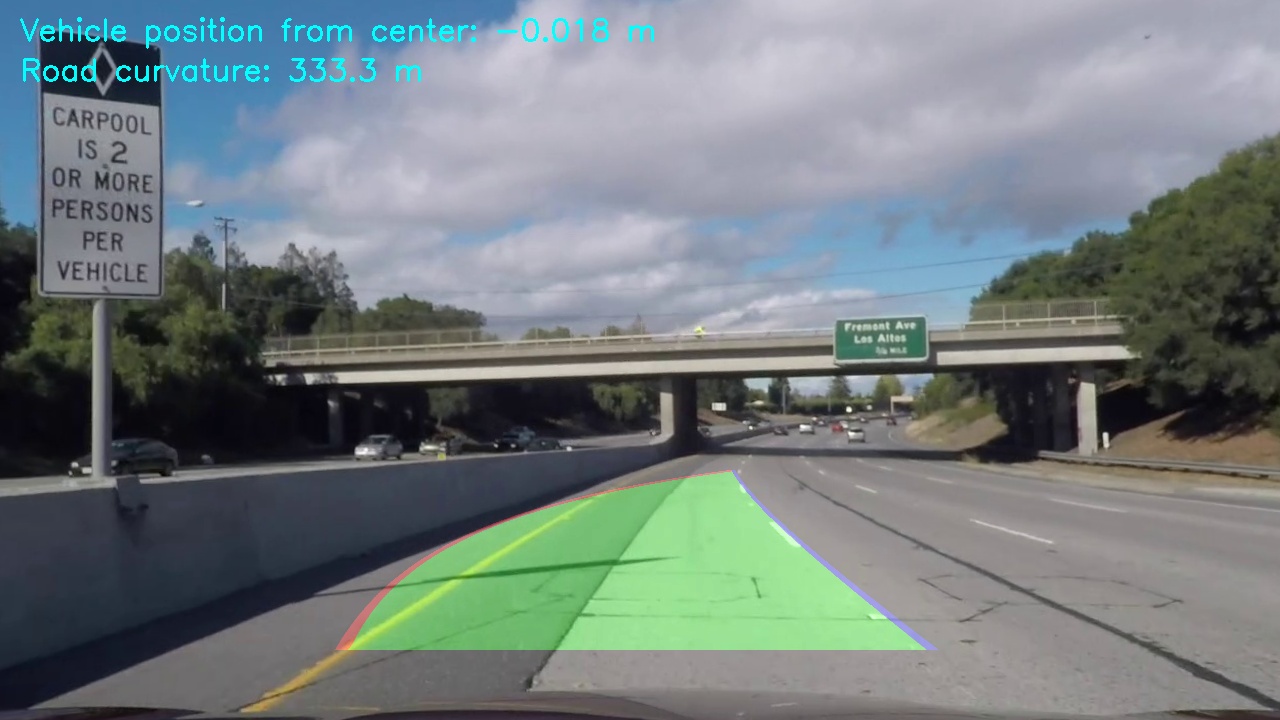 Vehicle position from center: −0.018 m
Road curvature: 333.3 m
CARPOOL
IS 2
OR MORE
PERSONS
PER
VEHICLE
Fremont Ave
Los Altos
MILE